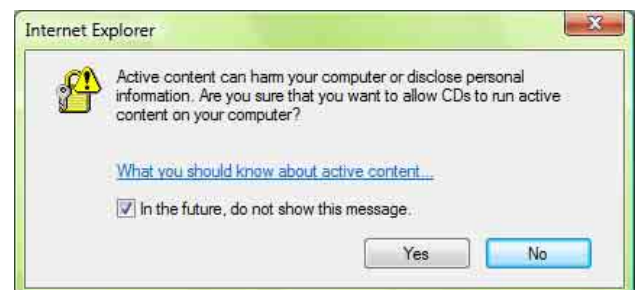 Internet Explorer
Active content can harm your computer or disclose personal
information. Are you sure that you want to allow CDs to run active
content on your computer?
What you should know about active content...
In the future, do not show this message.
Yes No